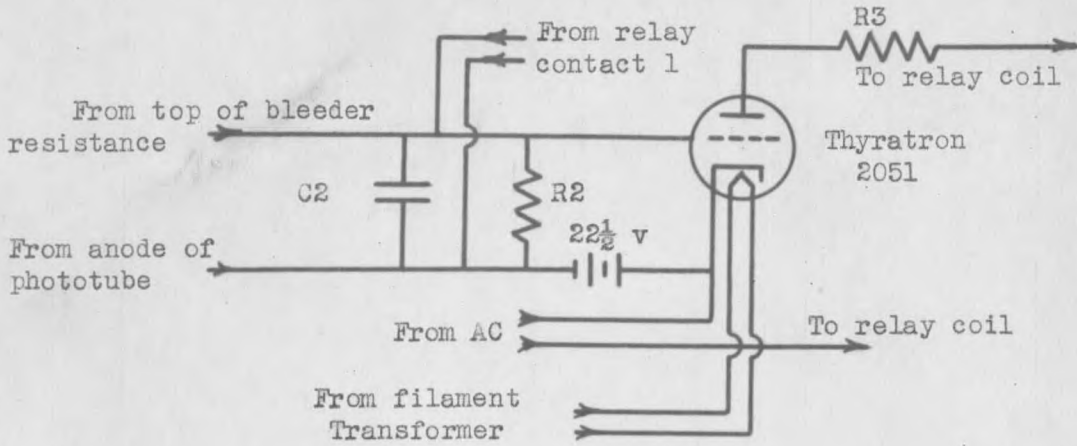 R3
From relay
contact 1
To relay coil
From top of bleeder
resistance
Thyratron
2051
C2
R2
22½ v
From anode of
phototube
From AC
To relay coil
From filament
Transformer